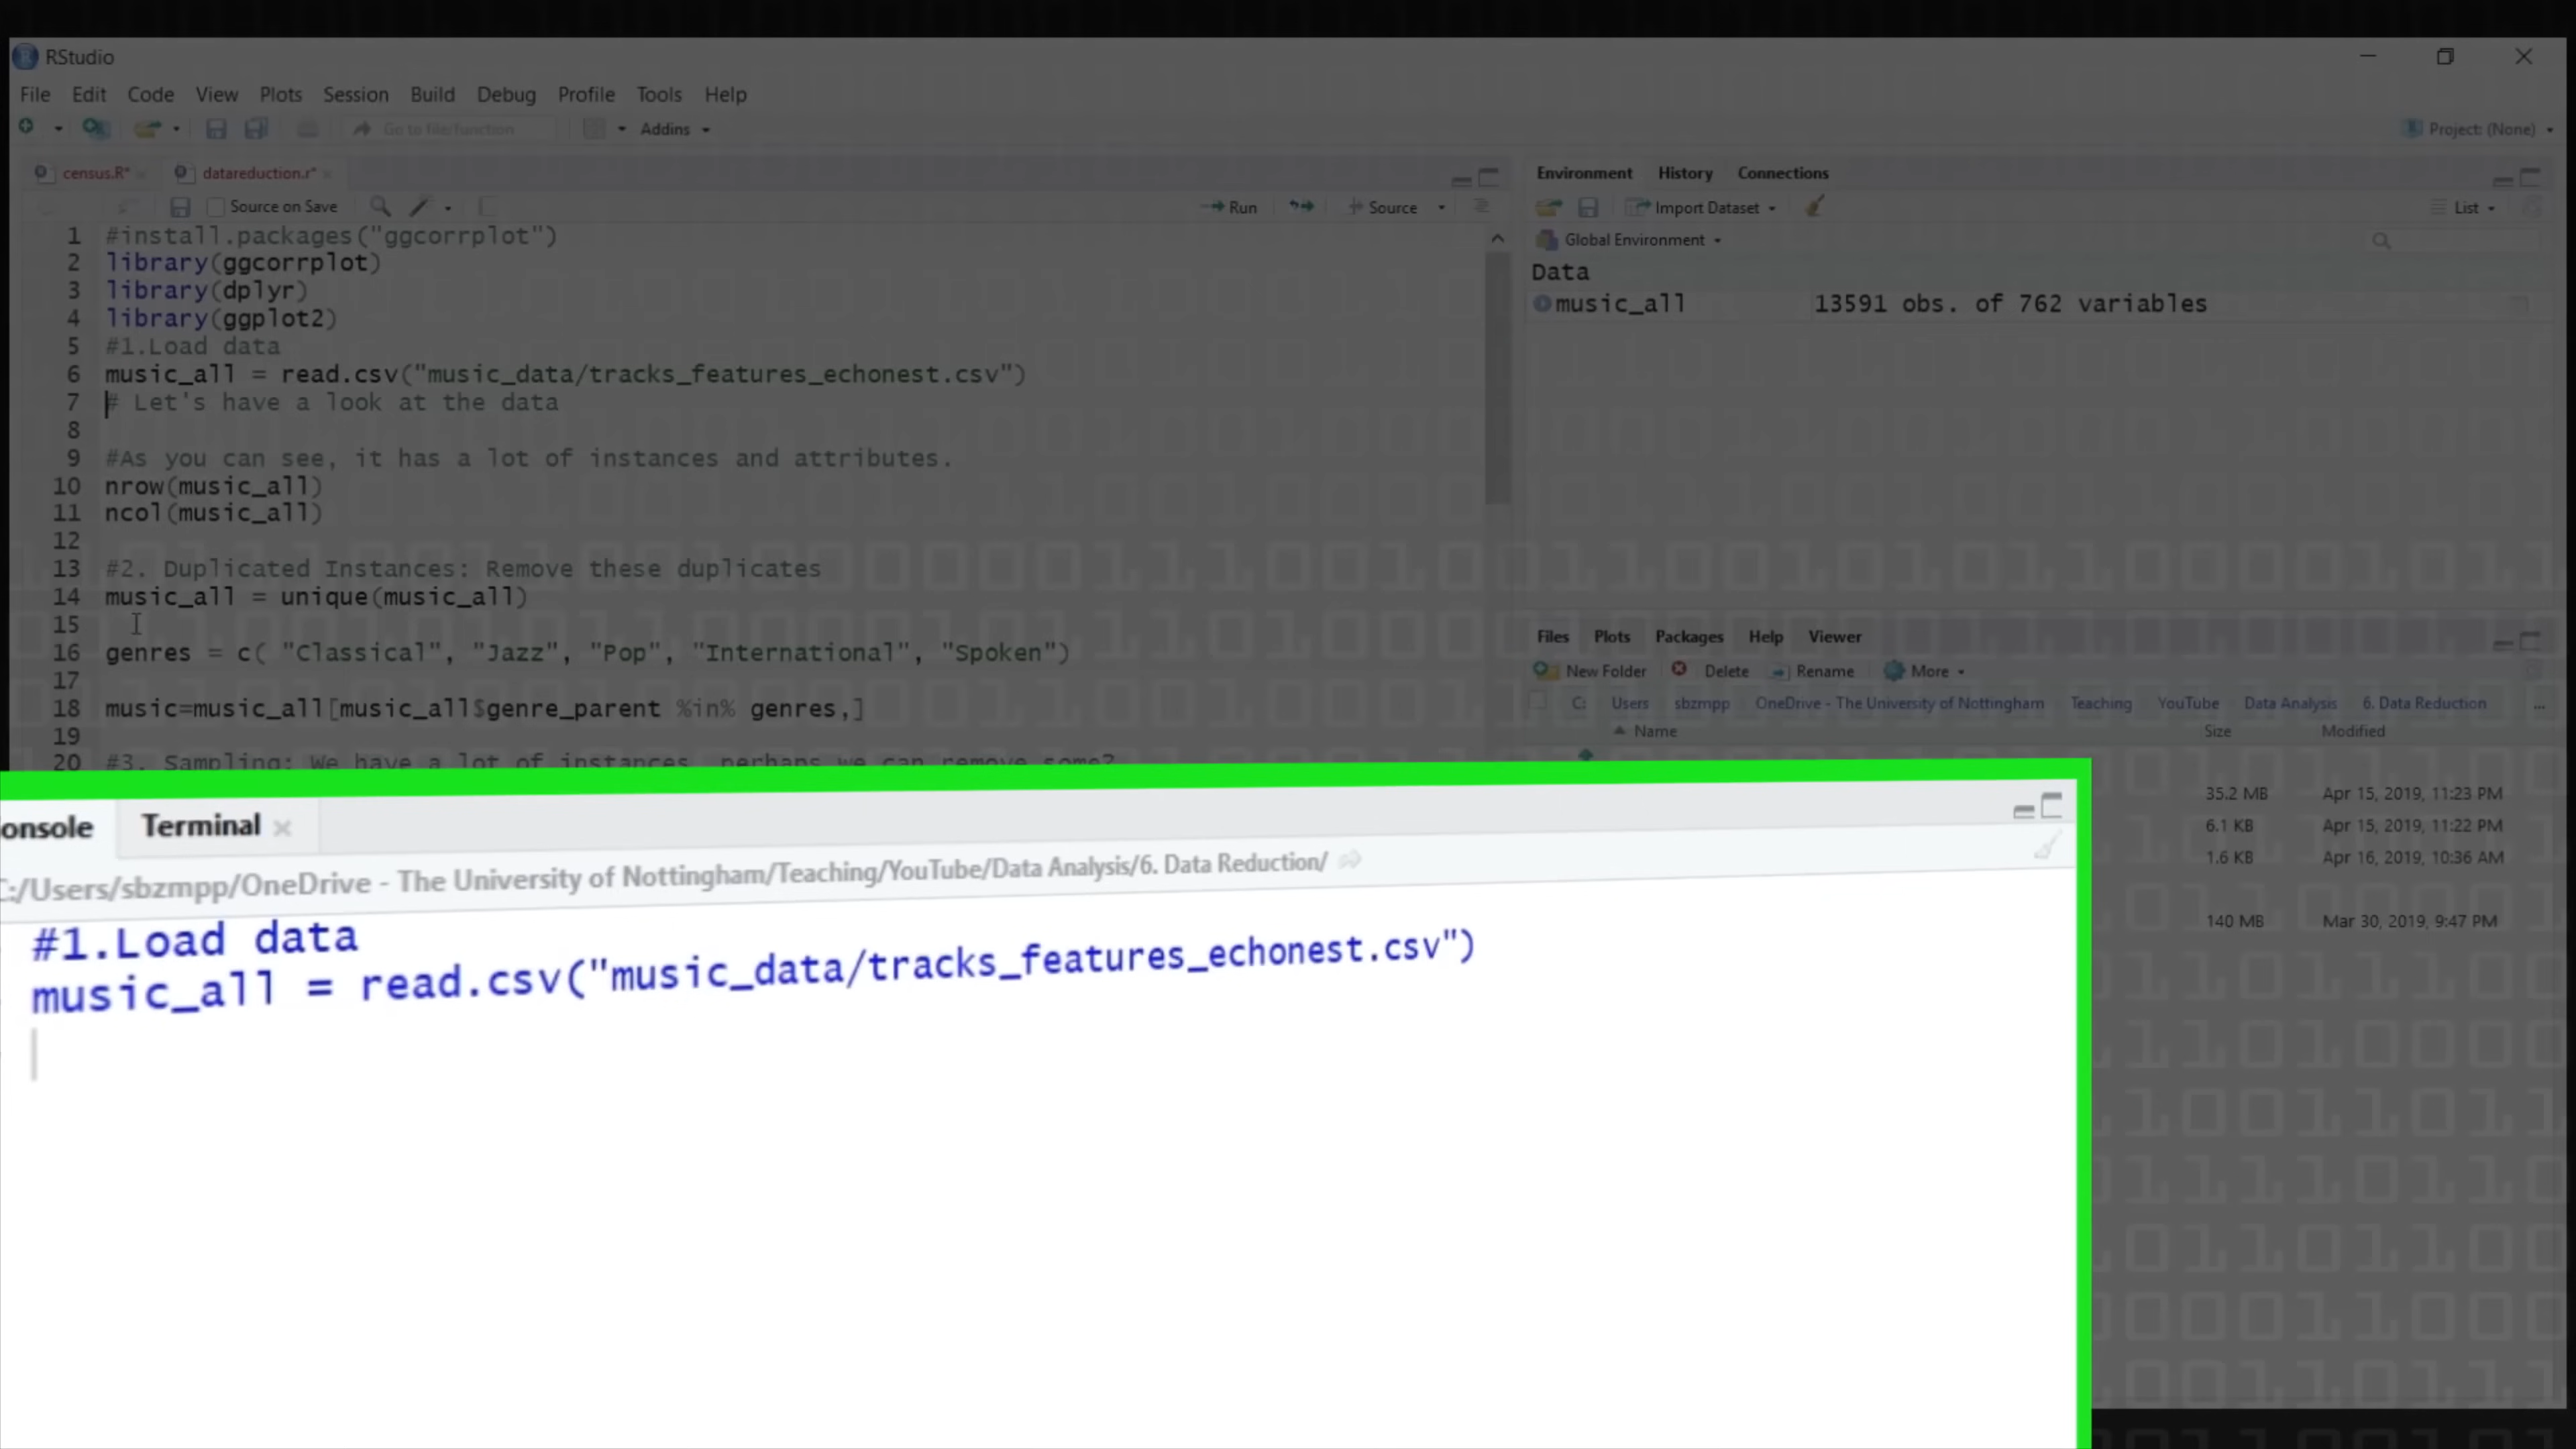 RStudio
File Edit Code View Plots Session Build Debug Profile Tools Help
Go to file/function Addins
Project: (None)
census.R* datareduction.r*
Source on Save Run Source
1 #install.packages("ggcorrplot")
2 library(ggcorrplot)
3 library(dplyr)
4 library(ggplot2)
5 #1.Load data
6 music_all = read.csv("music_data/tracks_features_echonest.csv")
7 # Let's have a look at the data
8
9 #As you can see, it has a lot of instances and attributes.
10 nrow(music_all)
11 ncol(music_all)
12
13 #2. Duplicated Instances: Remove these duplicates
14 music_all = unique(music_all)
15
16 genres = c( "Classical", "Jazz", "Pop", "International", "Spoken")
17
18 music=music_all[music_all$genre_parent %in% genres,]
19
20 #3. Sampling: We have a lot of instances, perhaps we can remove some?
Environment History Connections
Import Dataset List
Global Environment
Data
music_all 13591 obs. of 762 variables
Files Plots Packages Help Viewer
New Folder Delete Rename More
C: Users sbzmpp OneDrive - The University of Nottingham Teaching YouTube Data Analysis 6. Data Reduction ...
Name Size Modified
35.2 MB Apr 15, 2019, 11:23 PM
6.1 KB Apr 15, 2019, 11:22 PM
1.6 KB Apr 16, 2019, 10:36 AM
140 MB Mar 30, 2019, 9:47 PM
onsole Terminal
C:/Users/sbzmpp/OneDrive - The University of Nottingham/Teaching/YouTube/Data Analysis/6. Data Reduction/
#1.Load data
music_all = read.csv("music_data/tracks_features_echonest.csv")